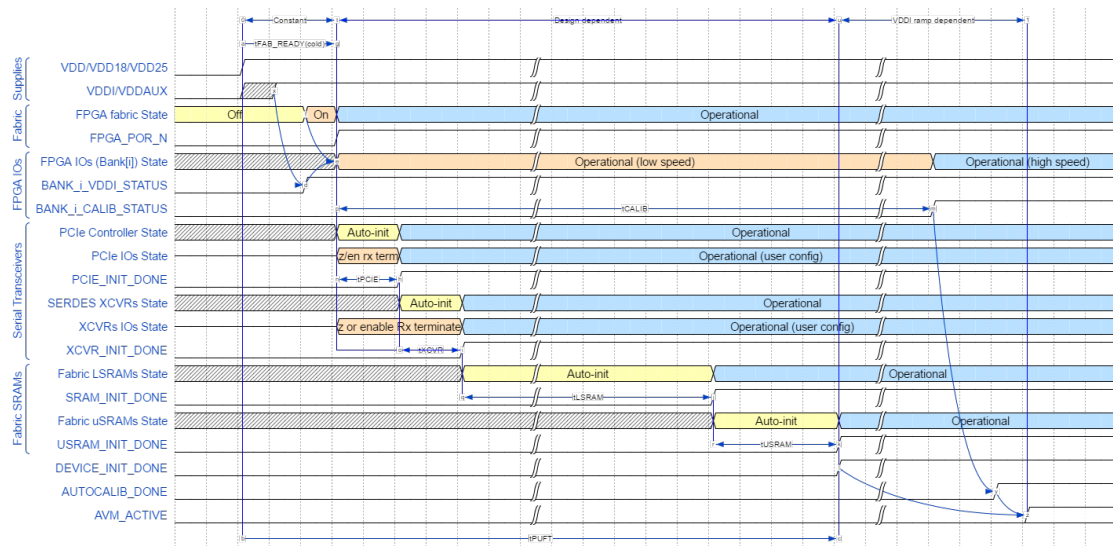 Constant
Design dependent
VDDI ramp dependent
tFAB_READY(cold)
Supplies
VDD/VDD18/VDD25
VDDI/VDDAUX
Fabric
FPGA fabric State
Off
On
Operational
FPGA_POR_N
FPGA IOs
FPGA IOs (Bank[i]) State
Operational (low speed)
Operational (high speed)
BANK_i_VDDI_STATUS
BANK_i_CALIB_STATUS
tCALIB
Serial Transceivers
PCIe Controller State
Auto-init
Operational
PCIe IOs State
z/en rx term
Operational (user config)
PCIE_INIT_DONE
tPCIE
SERDES XCVRs State
Auto-init
Operational
XCVRs IOs State
z or enable Rx terminate
Operational (user config)
XCVR_INIT_DONE
tXCVR
Fabric SRAMs
Fabric LSRAMs State
Auto-init
Operational
SRAM_INIT_DONE
tLSRAM
Fabric uSRAMs State
Auto-init
Operational
USRAM_INIT_DONE
tUSRAM
DEVICE_INIT_DONE
AUTOCALIB_DONE
AVM_ACTIVE
tPUFT